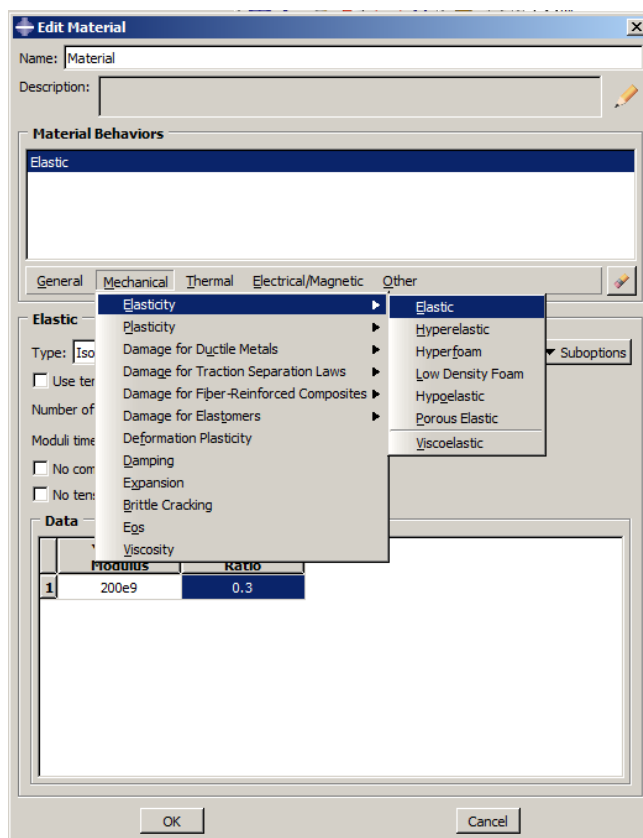 Edit Material
Name: Material
Description:
Material Behaviors
Elastic
General Mechanical Thermal Electrical/Magnetic Other
Elasticity
Plasticity
Damage for Ductile Metals
Damage for Traction Separation Laws
Damage for Fiber-Reinforced Composites
Damage for Elastomers
Deformation Plasticity
Damping
Expansion
Brittle Cracking
Eos
Viscosity
Elastic
Hyperelastic
Hyperfoam
Low Density Foam
Hypoelastic
Porous Elastic
Viscoelastic
Elastic
Type: Iso
Suboptions
Use ter
Number of
Moduli time
No com
No tens
Data
Modulus Ratio
1 200e9 0.3
OK Cancel